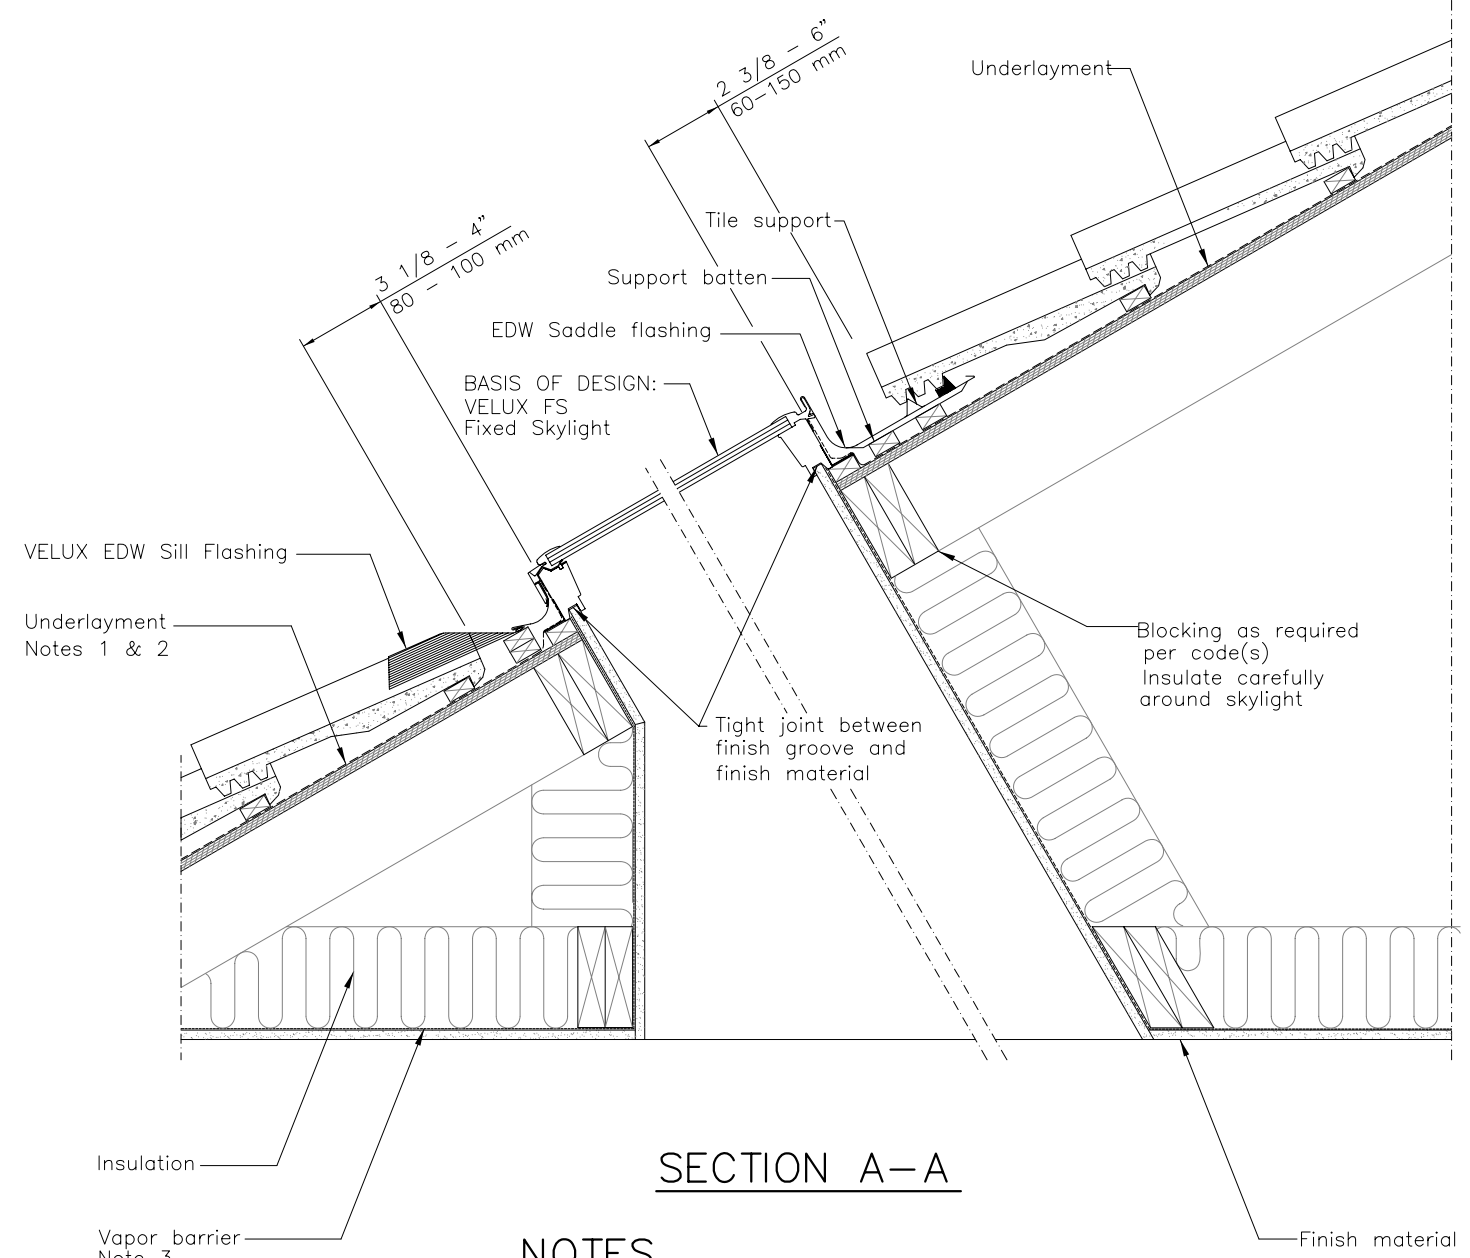 2 3/8 - 6"
60-150 mm
Underlayment
3 1/8 - 4"
80 - 100 mm
Tile support
Support batten
EDW Saddle flashing
BASIS OF DESIGN:
VELUX FS
Fixed Skylight
VELUX EDW Sill Flashing
Underlayment
Notes 1 & 2
Blocking as required
per code(s)
Insulate carefully
around skylight
Tight joint between
finish groove and
finish material
Insulation
SECTION A-A
Vapor barrier
Note 3
NOTES
Finish material